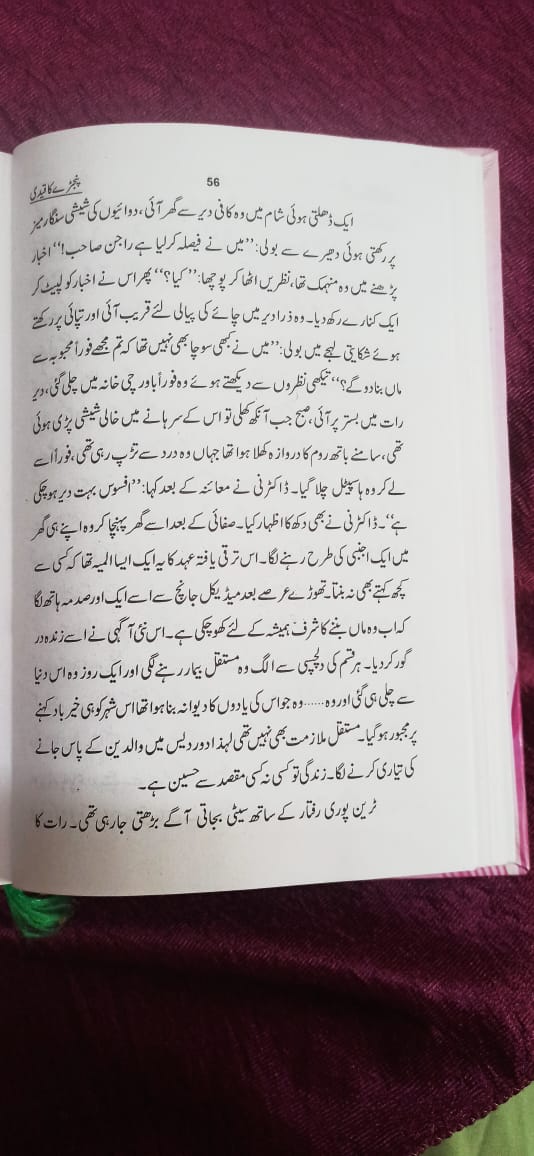 پنجڑے کا قیدی
56
ایک ڈھلتی ہوئی شام میں وہ کافی دیر سے گھر آئی، دوائیوں کی شیشی سنگار میز
پر رکھتی ہوئی دھیرے سے بولی: ’’میں نے فیصلہ کرلیا ہے راجن صاحب!‘‘ اخبار
پڑھنے میں وہ منہمک تھا، نظریں اٹھا کر پوچھا: ’’کیا؟‘‘ پھر اس نے اخبار کو لپیٹ کر
ایک کنارے رکھ دیا۔ وہ ذرا دیر میں چائے کی پیالی لئے قریب آئی اور تپائی پر رکھتے
ہوئے شکایتی لہجے میں بولی: ’’میں نے کبھی سوچا بھی نہیں تھا کہ تم مجھے فوراً محبوبہ سے
ماں بنا دو گے؟‘‘ تیکھی نظروں سے دیکھتے ہوئے وہ فوراً باورچی خانہ میں چلی گئی، دیر
رات میں بستر پر آئی، صبح جب آنکھ کھلی تو اس کے سرہانے میں خالی شیشی پڑی ہوئی
تھی، سامنے باتھ روم کا دروازہ کھلا ہوا تھا جہاں وہ درد سے تڑپ رہی تھی، فوراً اسے
لے کر وہ ہاسپیٹل چلا گیا۔ ڈاکٹرنی نے معائنہ کے بعد کہا: ’’افسوس بہت دیر ہوچکی
ہے‘‘۔ ڈاکٹرنی نے بھی دکھ کا اظہار کیا۔ صفائی کے بعد اسے گھر پہنچا کر وہ اپنے ہی گھر
میں ایک اجنبی کی طرح رہنے لگا۔ اس ترقی یافتہ عہد کا یہ ایک ایسا المیہ تھا کہ کسی سے
کچھ کہتے بھی نہ بنتا۔ تھوڑے عرصے بعد میڈیکل جانچ سے اسے ایک اور صدمہ ہاتھ لگا
کہ اب وہ ماں بننے کا شرف ہمیشہ کے لئے کھوچکی ہے۔ اس نئی آگہی نے اسے زندہ در
گور کردیا۔ ہر قسم کی دلچسپی سے الگ وہ مستقل بیمار رہنے لگی اور ایک روز وہ اس دنیا
سے چلی ہی گئی اور وہ......وہ جو اس کی یادوں کا دیوانہ بنا ہوا تھا اس شہر کو ہی خیر باد کہنے
پر مجبور ہوگیا۔ مستقل ملازمت بھی نہیں تھی لہٰذا دور دیس میں والدین کے پاس جانے
کی تیاری کرنے لگا۔ زندگی تو کسی نہ کسی مقصد سے حسین ہے۔
ٹرین پوری رفتار کے ساتھ سیٹی بجاتی آگے بڑھتی جارہی تھی۔ رات کا